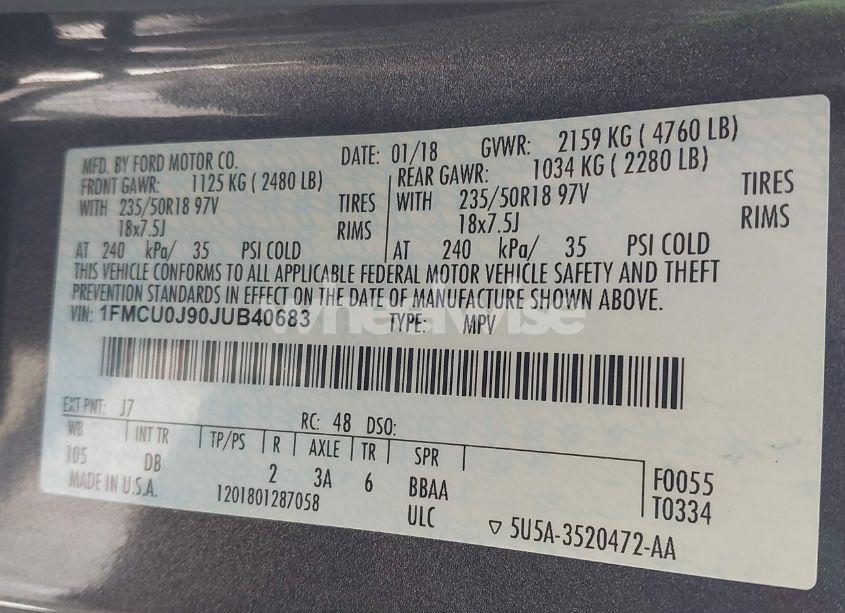 MFD. BY FORD MOTOR CO. DATE: 01/18 GVWR: 2159 KG ( 4760 LB)
FRONT GAWR: 1125 KG ( 2480 LB) REAR GAWR: 1034 KG ( 2280 LB)
WITH 235/50R18 97V TIRES WITH 235/50R18 97V TIRES
18x7.5J RIMS 18x7.5J RIMS
AT 240 kPa/ 35 PSI COLD AT 240 kPa/ 35 PSI COLD
THIS VEHICLE CONFORMS TO ALL APPLICABLE FEDERAL MOTOR VEHICLE SAFETY AND THEFT
PREVENTION STANDARDS IN EFFECT ON THE DATE OF MANUFACTURE SHOWN ABOVE.
VIN: 1FMCU0J90JUB40683 TYPE: MPV
wheelwise
EXT PNT: J7 RC: 48 DSO:
WB INT TR TP/PS R AXLE TR SPR
105 DB 2 3A 6 BBAA F0055
MADE IN U.S.A. 1201801287058 ULC T0334
▽ 5U5A-3520472-AA